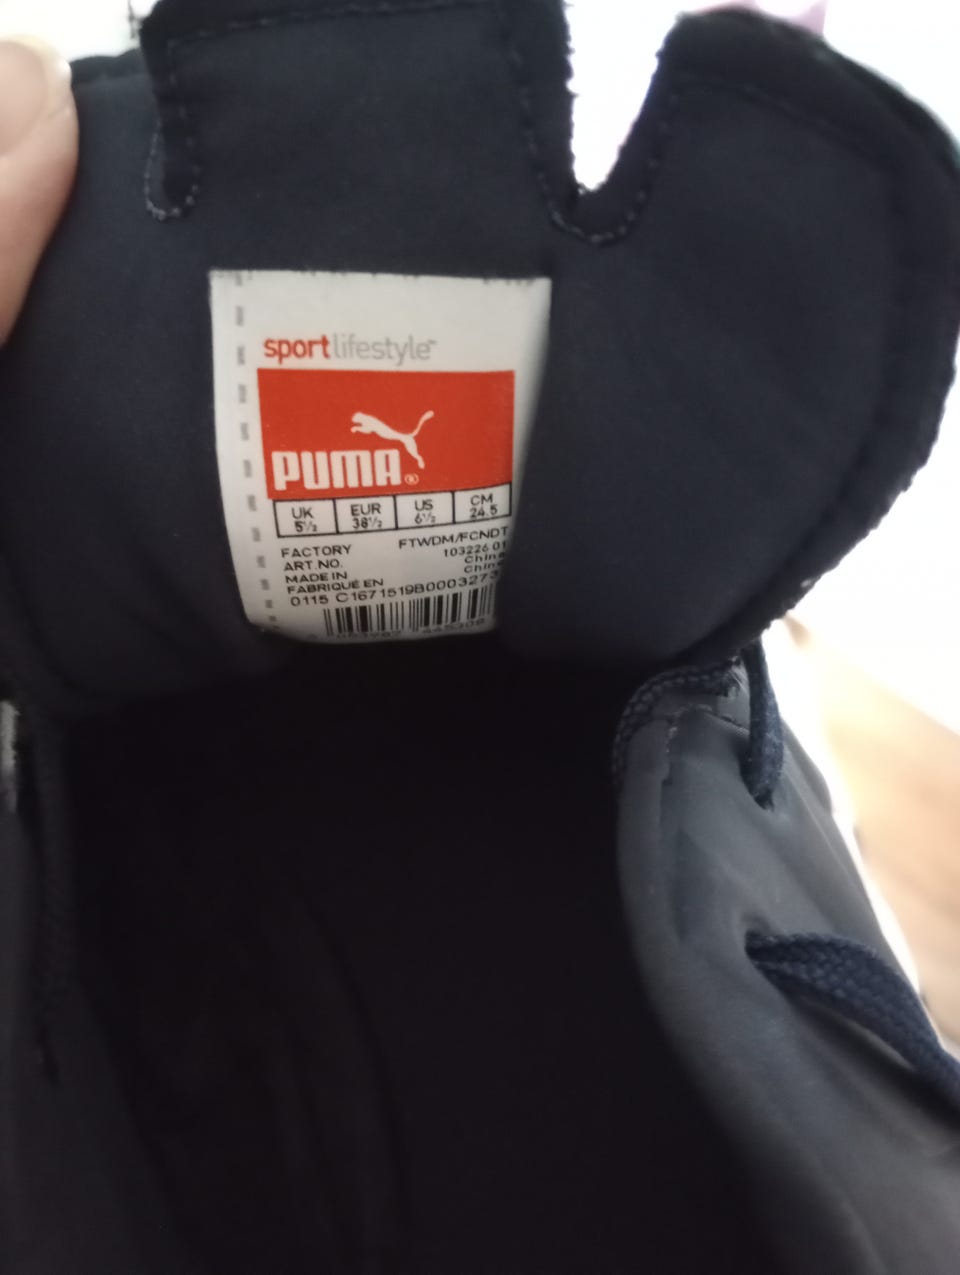 sportlifestyle™
PUMA®
UK EUR US CM
5½ 38½ 6½ 24.5
FACTORY FTWDM/FCNDT
ART.NO. 103226 01
MADE IN China
FABRIQUÉ EN China
0115 C1671519B0003273